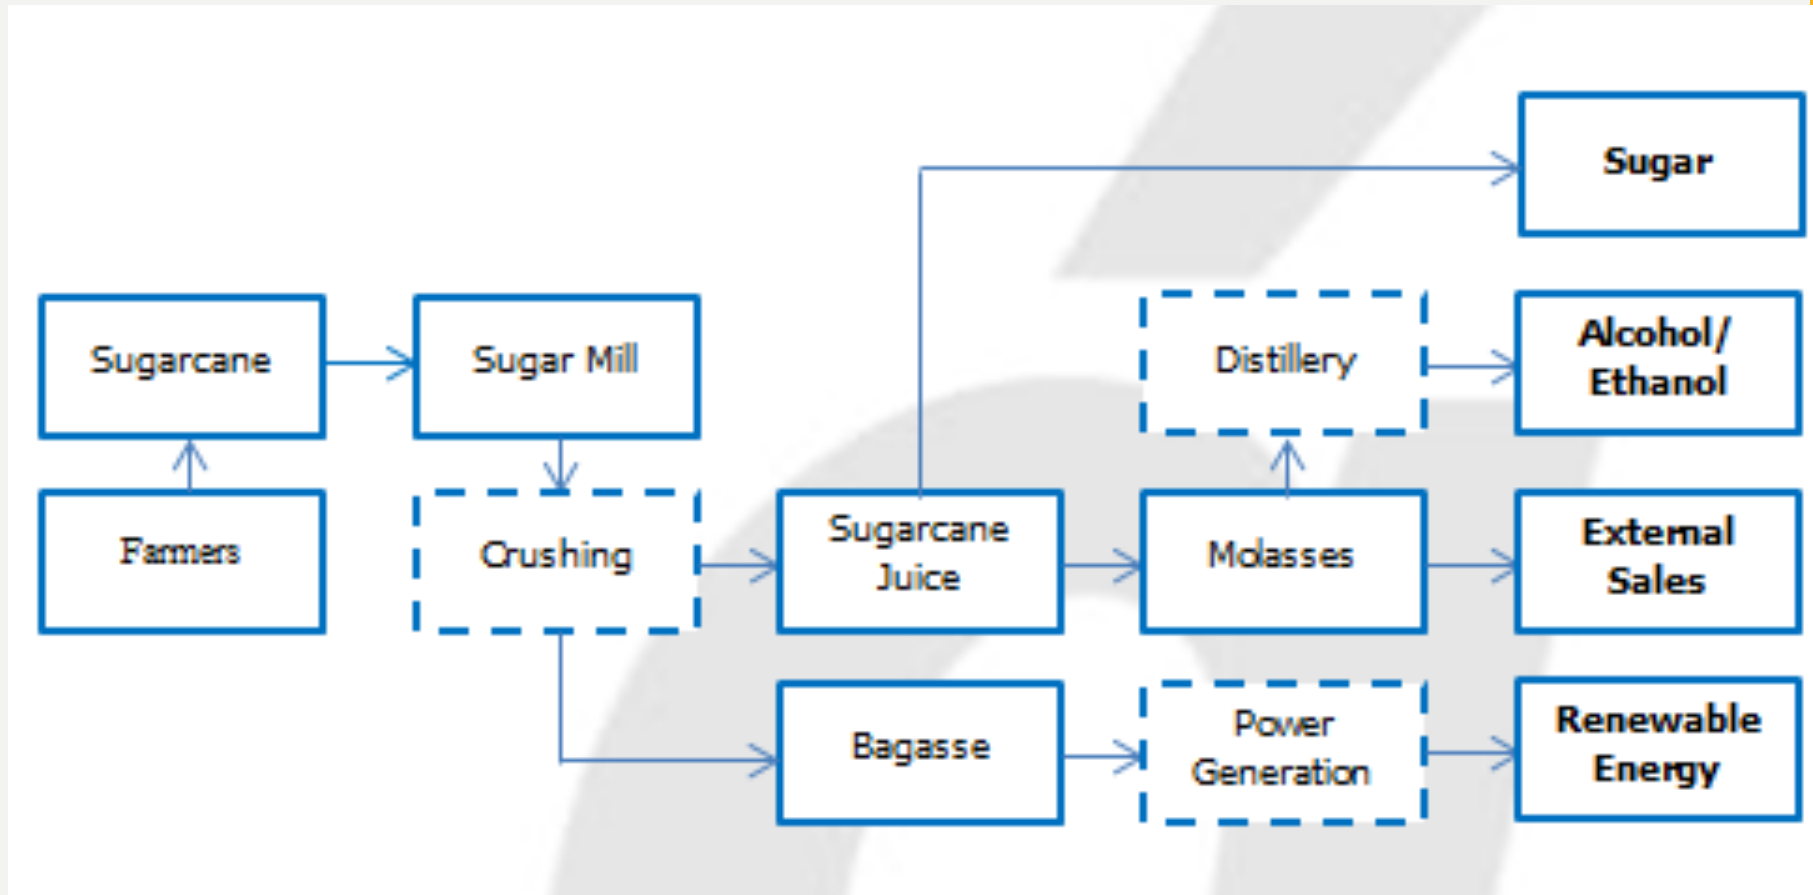 Sugar
Sugarcane
Sugar Mill
Distillery
Alcohol/
Ethanol
Farmers
Crushing
Sugarcane
Juice
Molasses
External
Sales
Bagasse
Power
Generation
Renewable
Energy